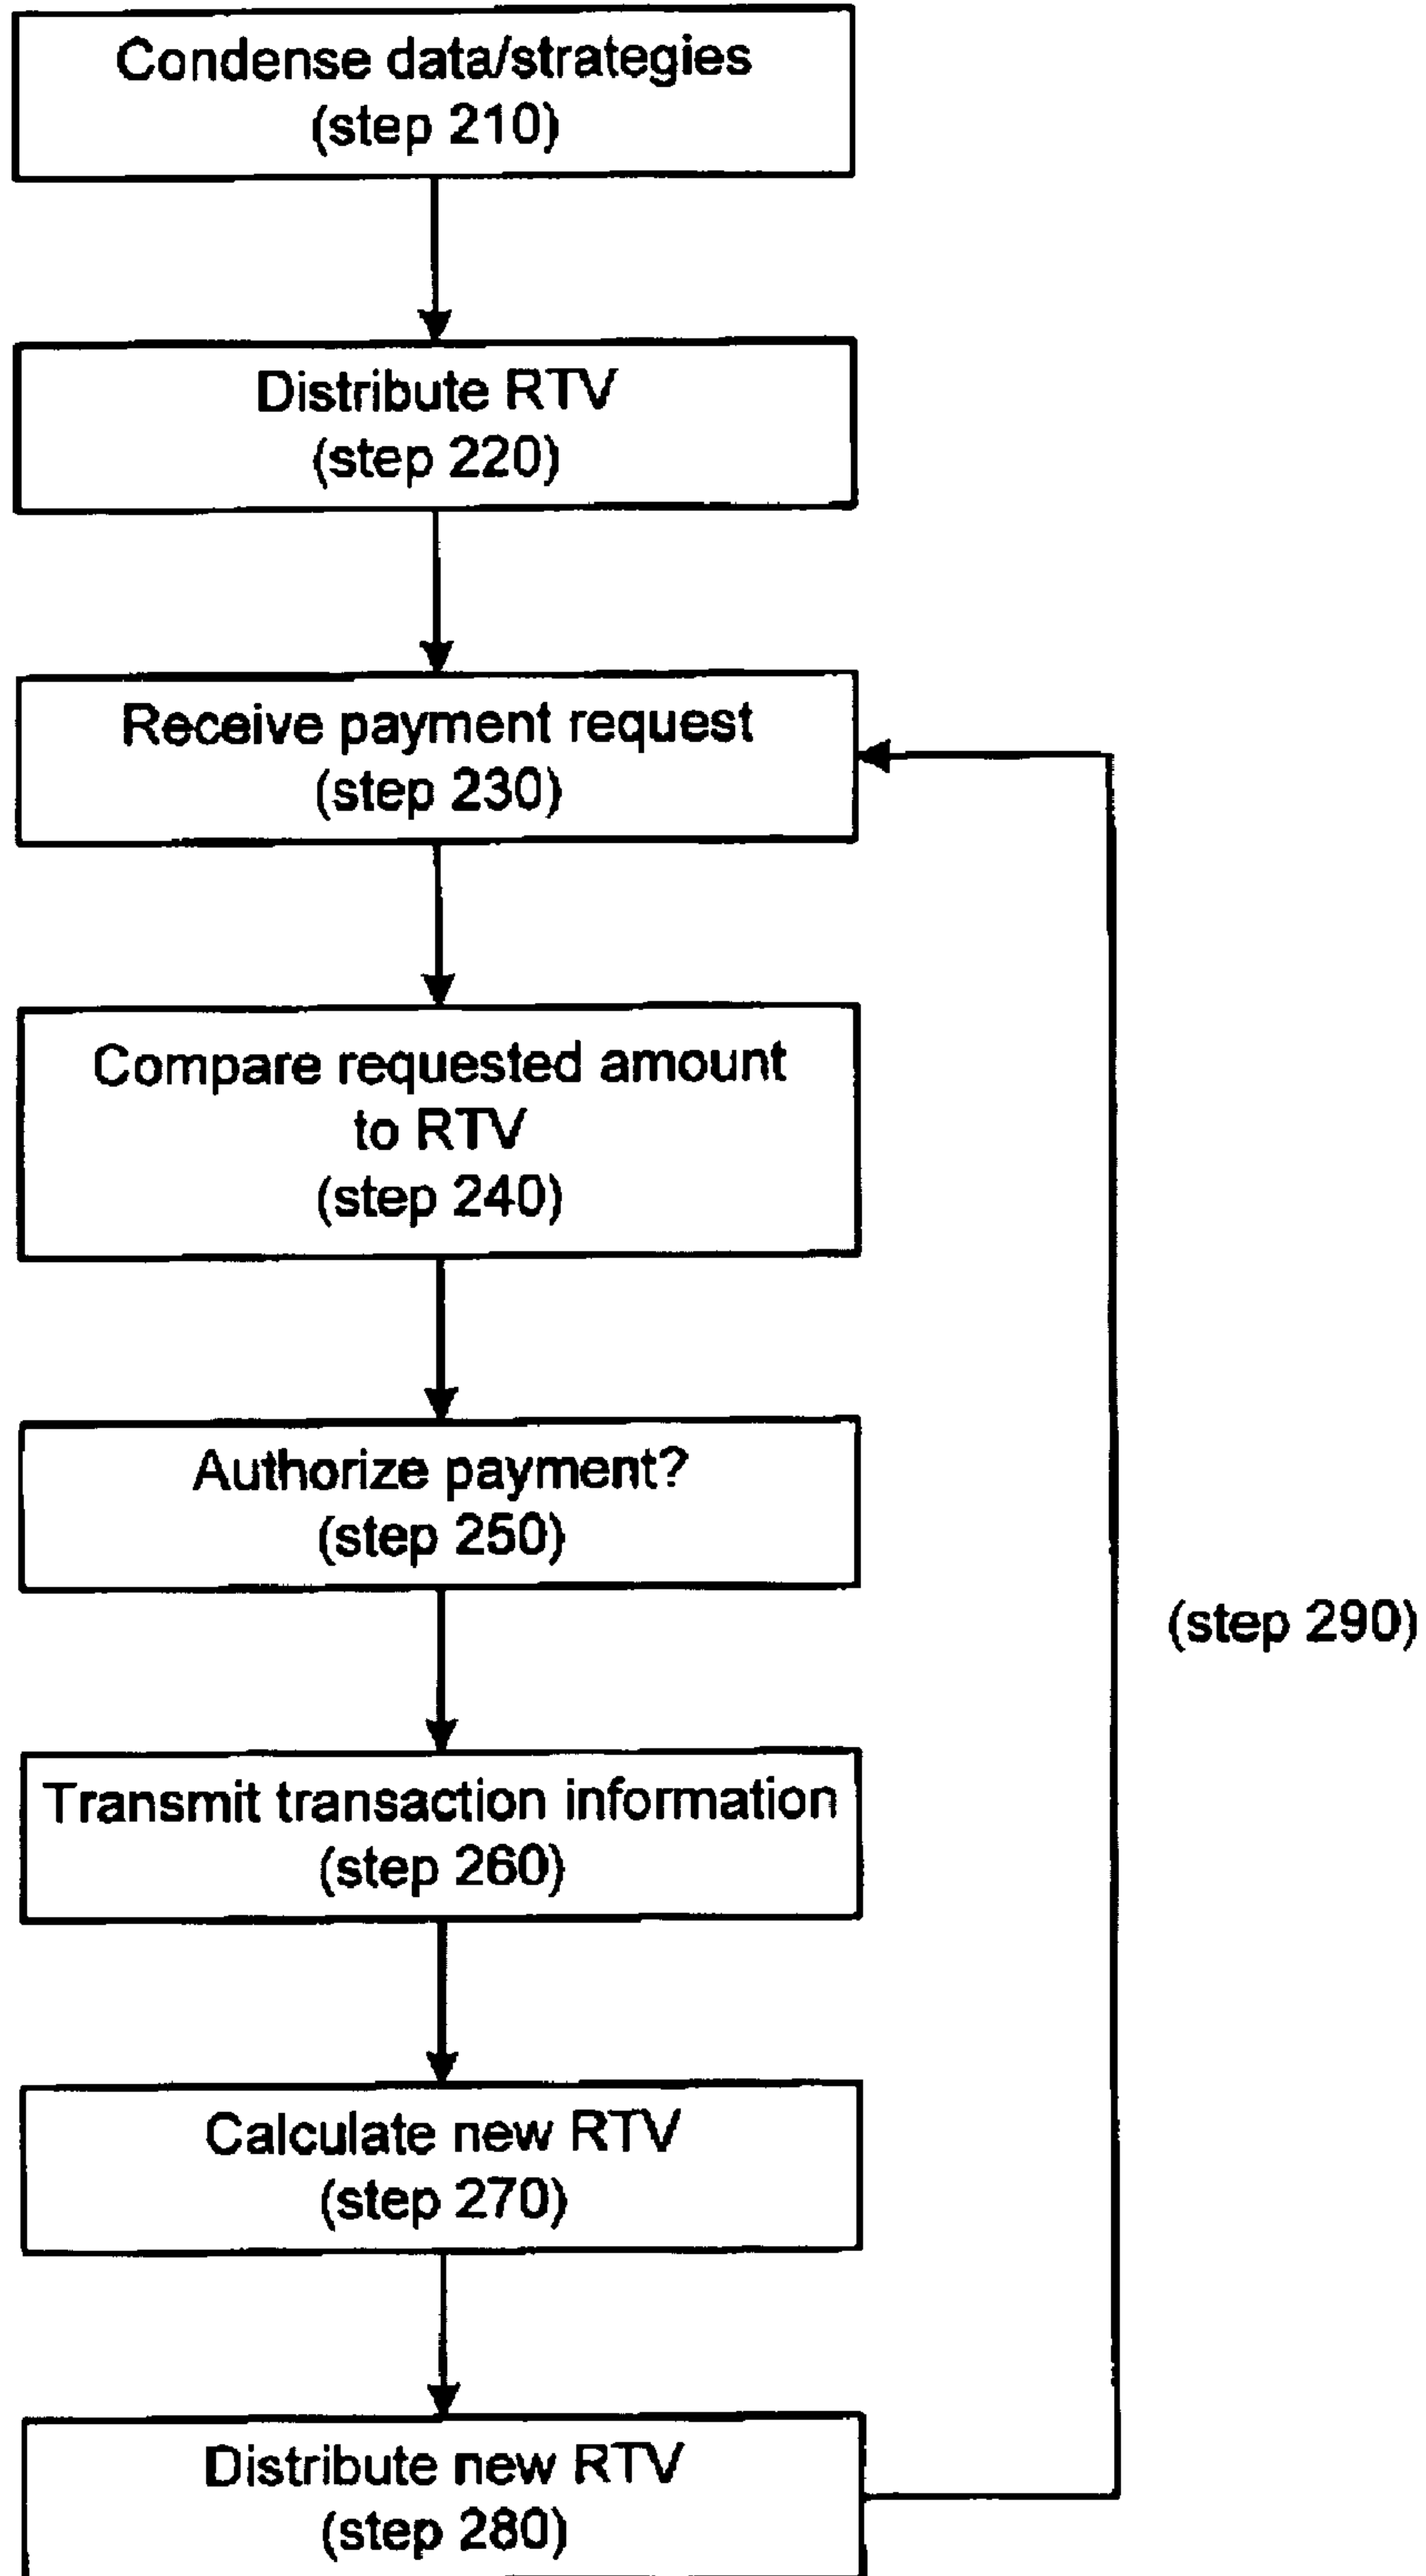 Condense data/strategies
(step 210)
Distribute RTV
(step 220)
Receive payment request
(step 230)
Compare requested amount
to RTV
(step 240)
Authorize payment?
(step 250)
(step 290)
Transmit transaction information
(step 260)
Calculate new RTV
(step 270)
Distribute new RTV
(step 280)